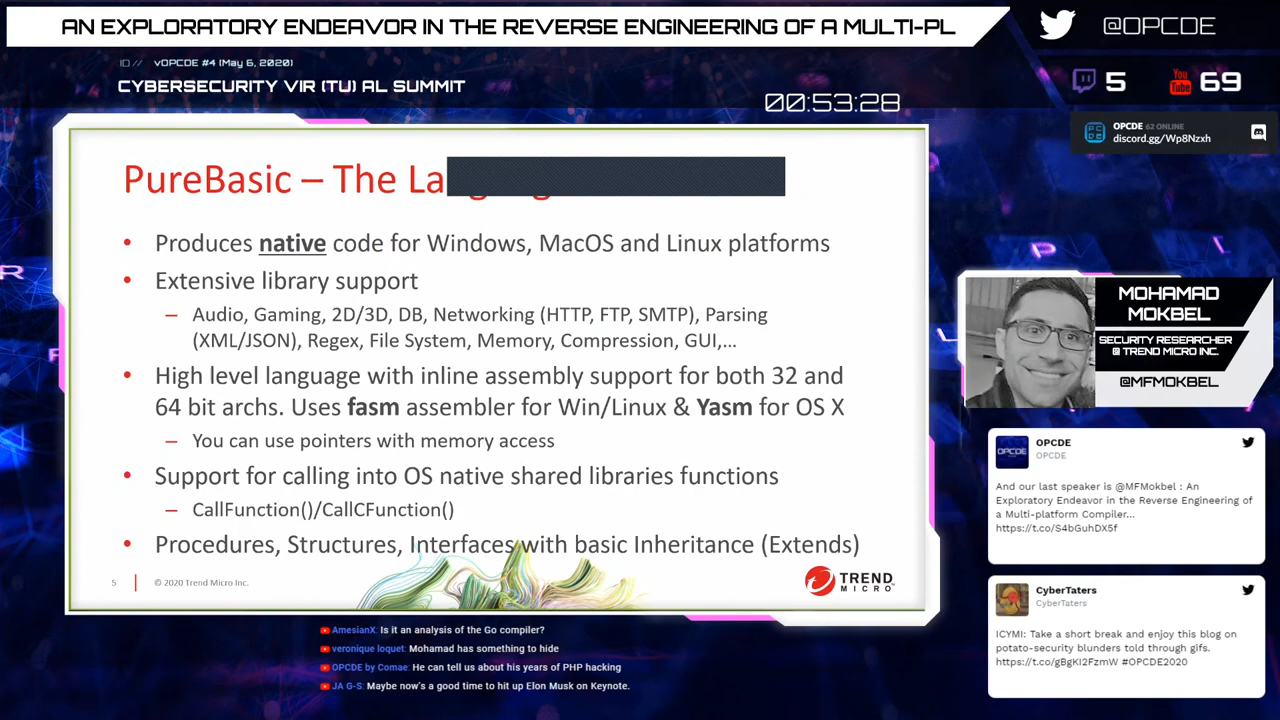 AN EXPLORATORY ENDEAVOR IN THE REVERSE ENGINEERING OF A MULTI-PL
@OPCDE
ID // vOPCDE #4 (May 6, 2020)
CYBERSECURITY VIR (TU) AL SUMMIT
00:53:28
5
You Tube
69
OPCDE 62 ONLINE
discord.gg/Wp8Nzxh
PureBasic – The La
• Produces native code for Windows, MacOS and Linux platforms
• Extensive library support
– Audio, Gaming, 2D/3D, DB, Networking (HTTP, FTP, SMTP), Parsing
(XML/JSON), Regex, File System, Memory, Compression, GUI,...
• High level language with inline assembly support for both 32 and
64 bit archs. Uses fasm assembler for Win/Linux & Yasm for OS X
– You can use pointers with memory access
• Support for calling into OS native shared libraries functions
– CallFunction()/CallCFunction()
• Procedures, Structures, Interfaces with basic Inheritance (Extends)
5
© 2020 Trend Micro Inc.
TREND
MICRO
MOHAMAD
MOKBEL
SECURITY RESEARCHER
@ TREND MICRO INC.
@MFMOKBEL
OPCDE
OPCDE
OPCDE
And our last speaker is @MFMokbel : An
Exploratory Endeavor in the Reverse Engineering of
a Multi-platform Compiler...
https://t.co/S4bGuhDX5f
CyberTaters
CyberTaters
ICYMI: Take a short break and enjoy this blog on
potato-security blunders told through gifs.
https://t.co/gBgKI2FzmW #OPCDE2020
AmesianX: Is it an analysis of the Go compiler?
veronique loquet: Mohamad has something to hide
OPCDE by Comae: He can tell us about his years of PHP hacking
JA G-S: Maybe now's a good time to hit up Elon Musk on Keynote.